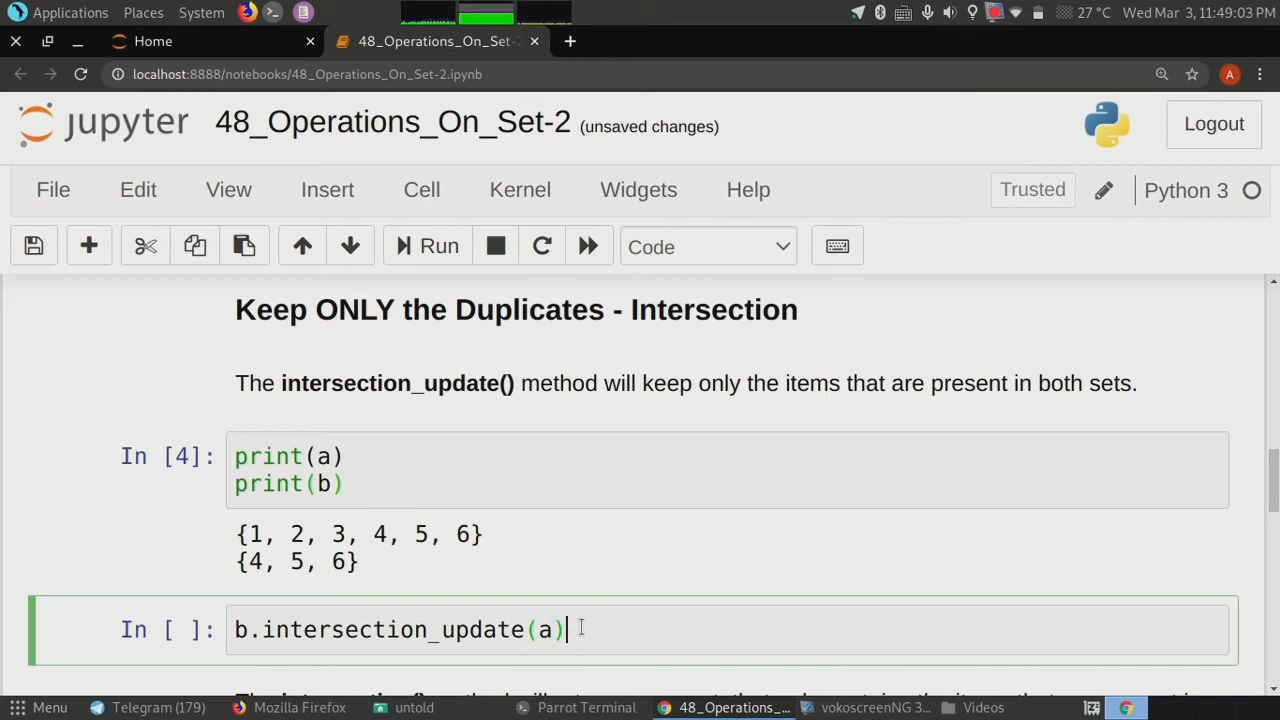 Applications Places System 27 °C Wed Mar 3, 11:49:03 PM
Home 48_Operations_On_Set-2
localhost:8888/notebooks/48_Operations_On_Set-2.ipynb A
jupyter 48_Operations_On_Set-2 (unsaved changes) Logout
File Edit View Insert Cell Kernel Widgets Help Trusted Python 3
Run Code
Keep ONLY the Duplicates - Intersection
The intersection_update() method will keep only the items that are present in both sets.
In [4]: print(a)
print(b)
{1, 2, 3, 4, 5, 6}
{4, 5, 6}
In [ ]: b.intersection_update(a)
Menu Telegram (179) Mozilla Firefox untold Parrot Terminal 48_Operations_... vokoscreenNG 3... Videos